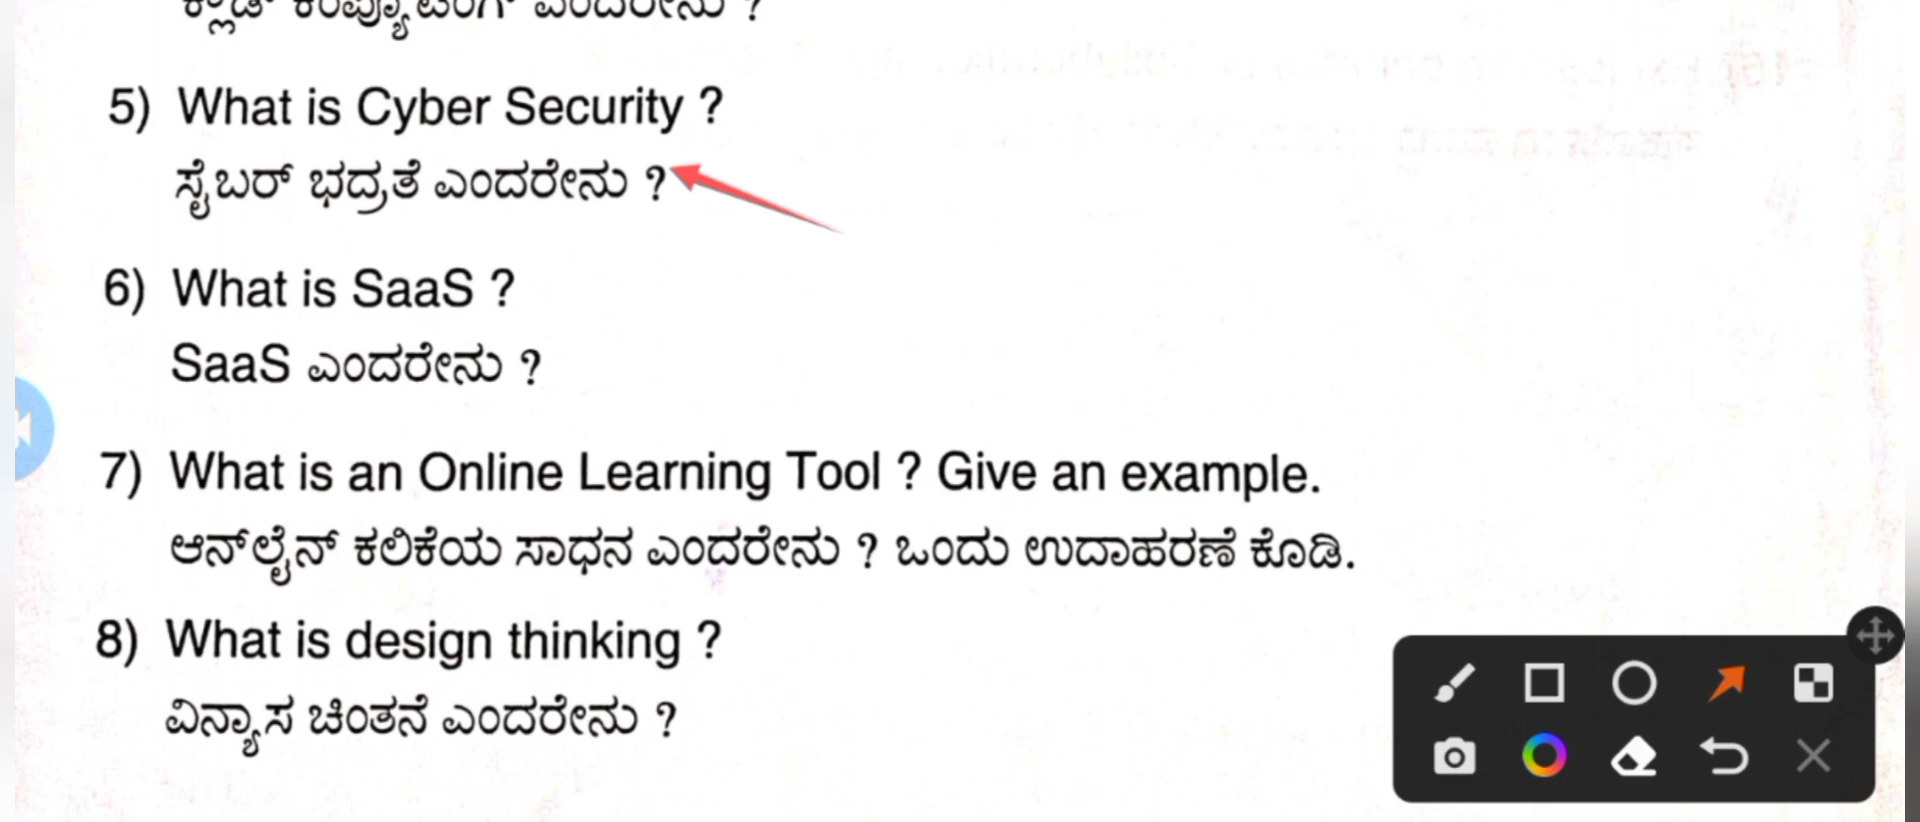 ಕ್ಲೌಡ್ ಕಂಪ್ಯೂಟಿಂಗ್ ಎಂದರೇನು ?
5) What is Cyber Security ?
ಸೈಬರ್ ಭದ್ರತೆ ಎಂದರೇನು ?
6) What is SaaS ?
SaaS ಎಂದರೇನು ?
7) What is an Online Learning Tool ? Give an example.
ಆನ್‌ಲೈನ್ ಕಲಿಕೆಯ ಸಾಧನ ಎಂದರೇನು ? ಒಂದು ಉದಾಹರಣೆ ಕೊಡಿ.
8) What is design thinking ?
ವಿನ್ಯಾಸ ಚಿಂತನೆ ಎಂದರೇನು ?